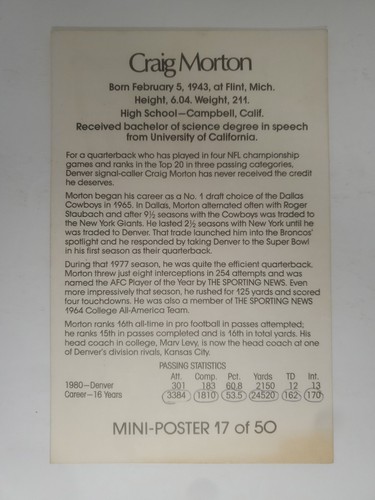 Craig Morton
Born February 5, 1943, at Flint, Mich.
Height, 6.04. Weight, 211.
High School—Campbell, Calif.
Received bachelor of science degree in speech
from University of California.
For a quarterback who has played in four NFL championship
games and ranks in the Top 20 in three passing categories,
Denver signal-caller Craig Morton has never received the credit
he deserves.
Morton began his career as a No. 1 draft choice of the Dallas
Cowboys in 1965. In Dallas, Morton alternated often with Roger
Staubach and after 9½ seasons with the Cowboys was traded to
the New York Giants. He lasted 2½ seasons with New York until he
was traded to Denver. That trade launched him into the Broncos'
spotlight and he responded by taking Denver to the Super Bowl
in his first season as their quarterback.
During that 1977 season, he was quite the efficient quarterback.
Morton threw just eight interceptions in 254 attempts and was
named the AFC Player of the Year by THE SPORTING NEWS. Even
more impressively that season, he rushed for 125 yards and scored
four touchdowns. He was also a member of THE SPORTING NEWS
1964 College All-America Team.
Morton ranks 16th all-time in pro football in passes attempted;
he ranks 15th in passes completed and is 16th in total yards. His
head coach in college, Marv Levy, is now the head coach at one
of Denver's division rivals, Kansas City.
PASSING STATISTICS
Att. Comp. Pct. Yards TD Int.
1980—Denver 301 183 60.8 2150 12 13
Career—16 Years 3384 1810 53.5 24520 162 170
MINI-POSTER 17 of 50